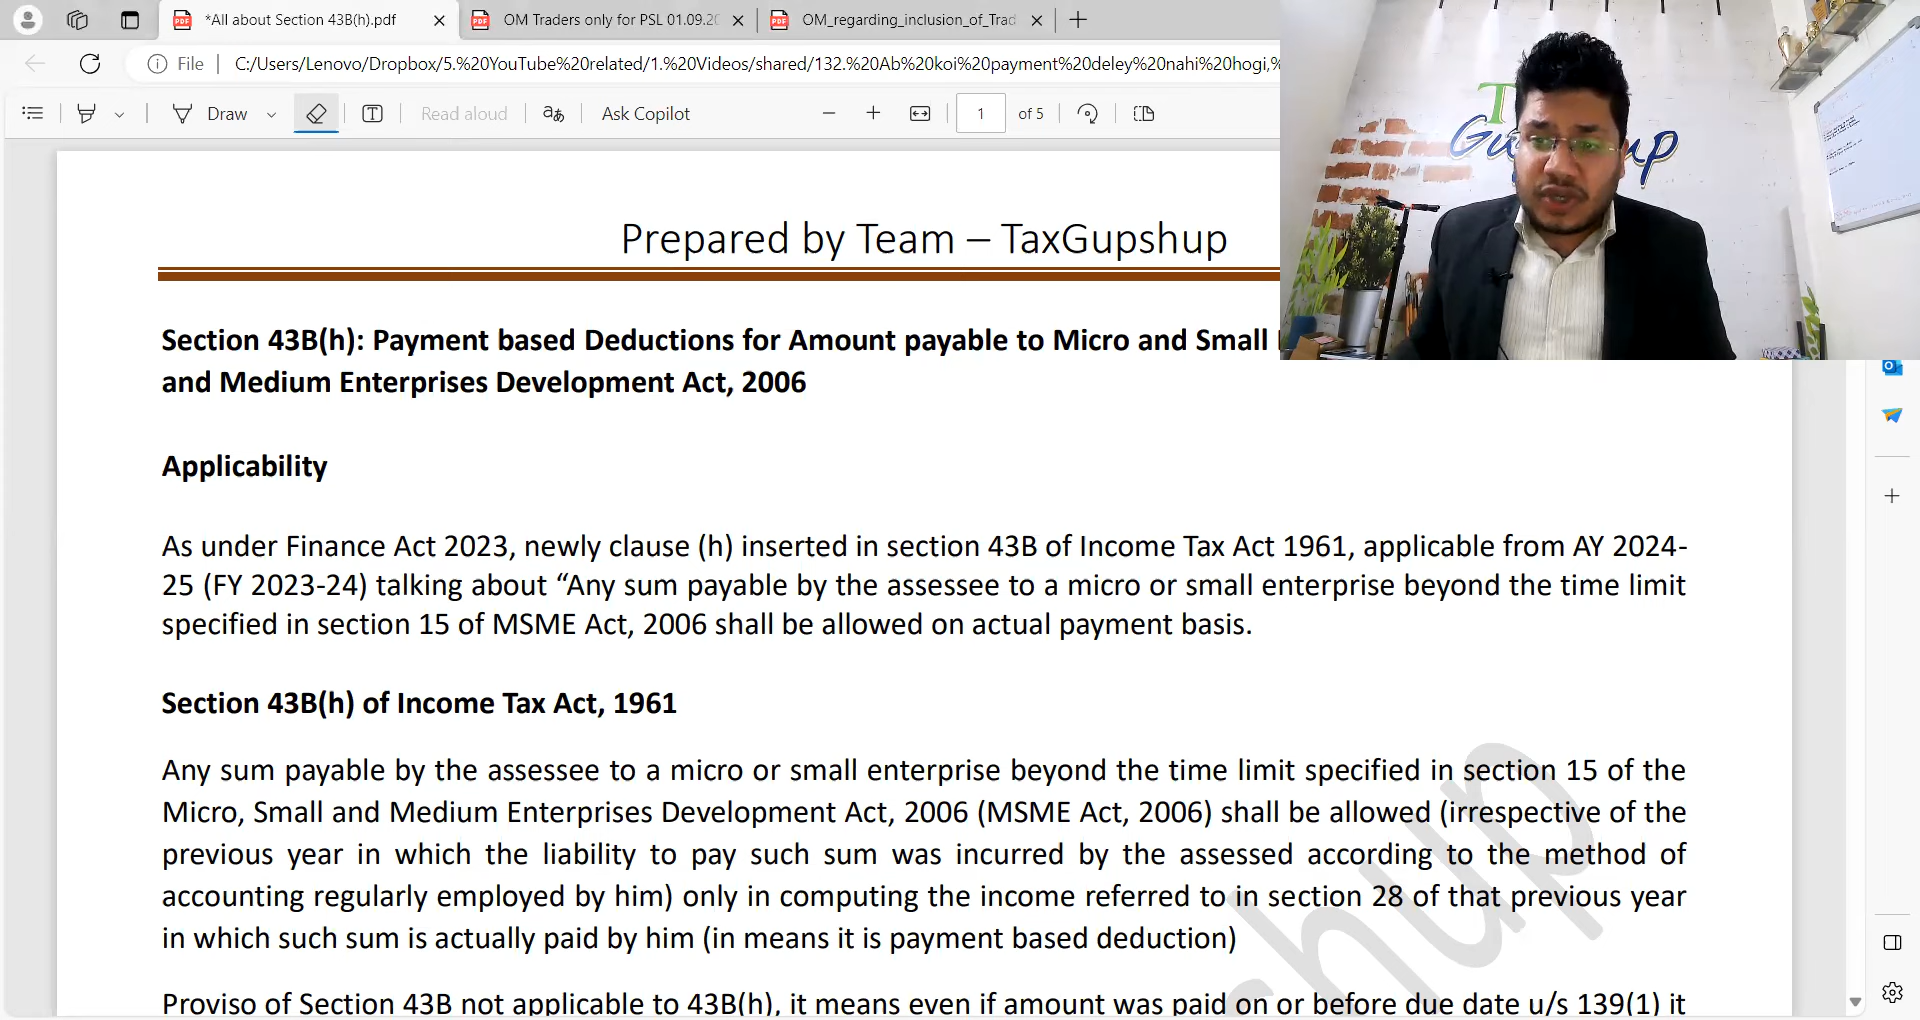 *All about Section 43B(h).pdf
OM Traders only for PSL 01.09.20
OM_regarding_inclusion_of_Trad
File
C:/Users/Lenovo/Dropbox/5.%20YouTube%20related/1.%20Videos/shared/132.%20Ab%20koi%20payment%20deley%20nahi%20hogi,%
Draw
Read aloud
Ask Copilot
1
of 5
Prepared by Team – TaxGupshup
Section 43B(h): Payment based Deductions for Amount payable to Micro and Small
and Medium Enterprises Development Act, 2006
Applicability
As under Finance Act 2023, newly clause (h) inserted in section 43B of Income Tax Act 1961, applicable from AY 2024-
25 (FY 2023-24) talking about “Any sum payable by the assessee to a micro or small enterprise beyond the time limit
specified in section 15 of MSME Act, 2006 shall be allowed on actual payment basis.
Section 43B(h) of Income Tax Act, 1961
Any sum payable by the assessee to a micro or small enterprise beyond the time limit specified in section 15 of the
Micro, Small and Medium Enterprises Development Act, 2006 (MSME Act, 2006) shall be allowed (irrespective of the
previous year in which the liability to pay such sum was incurred by the assessed according to the method of
accounting regularly employed by him) only in computing the income referred to in section 28 of that previous year
in which such sum is actually paid by him (in means it is payment based deduction)
Proviso of Section 43B not applicable to 43B(h), it means even if amount was paid on or before due date u/s 139(1) it